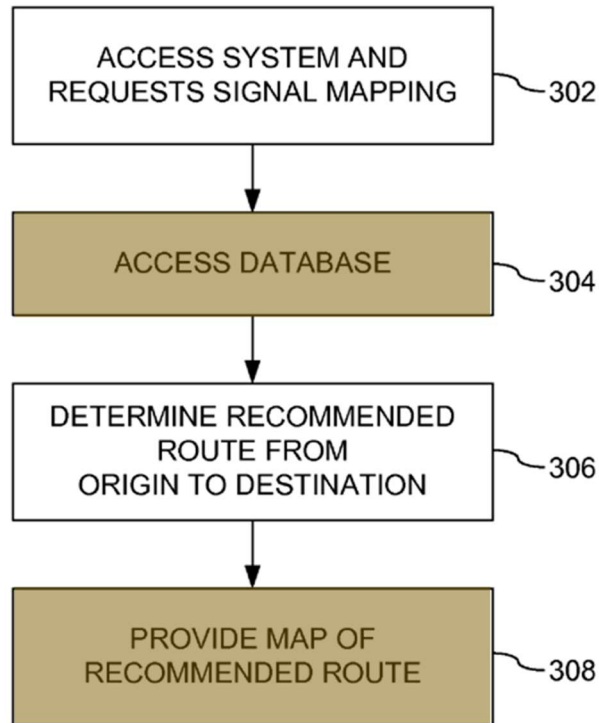 ACCESS SYSTEM AND
REQUESTS SIGNAL MAPPING
302
ACCESS DATABASE
304
DETERMINE RECOMMENDED
ROUTE FROM
ORIGIN TO DESTINATION
306
PROVIDE MAP OF
RECOMMENDED ROUTE
308